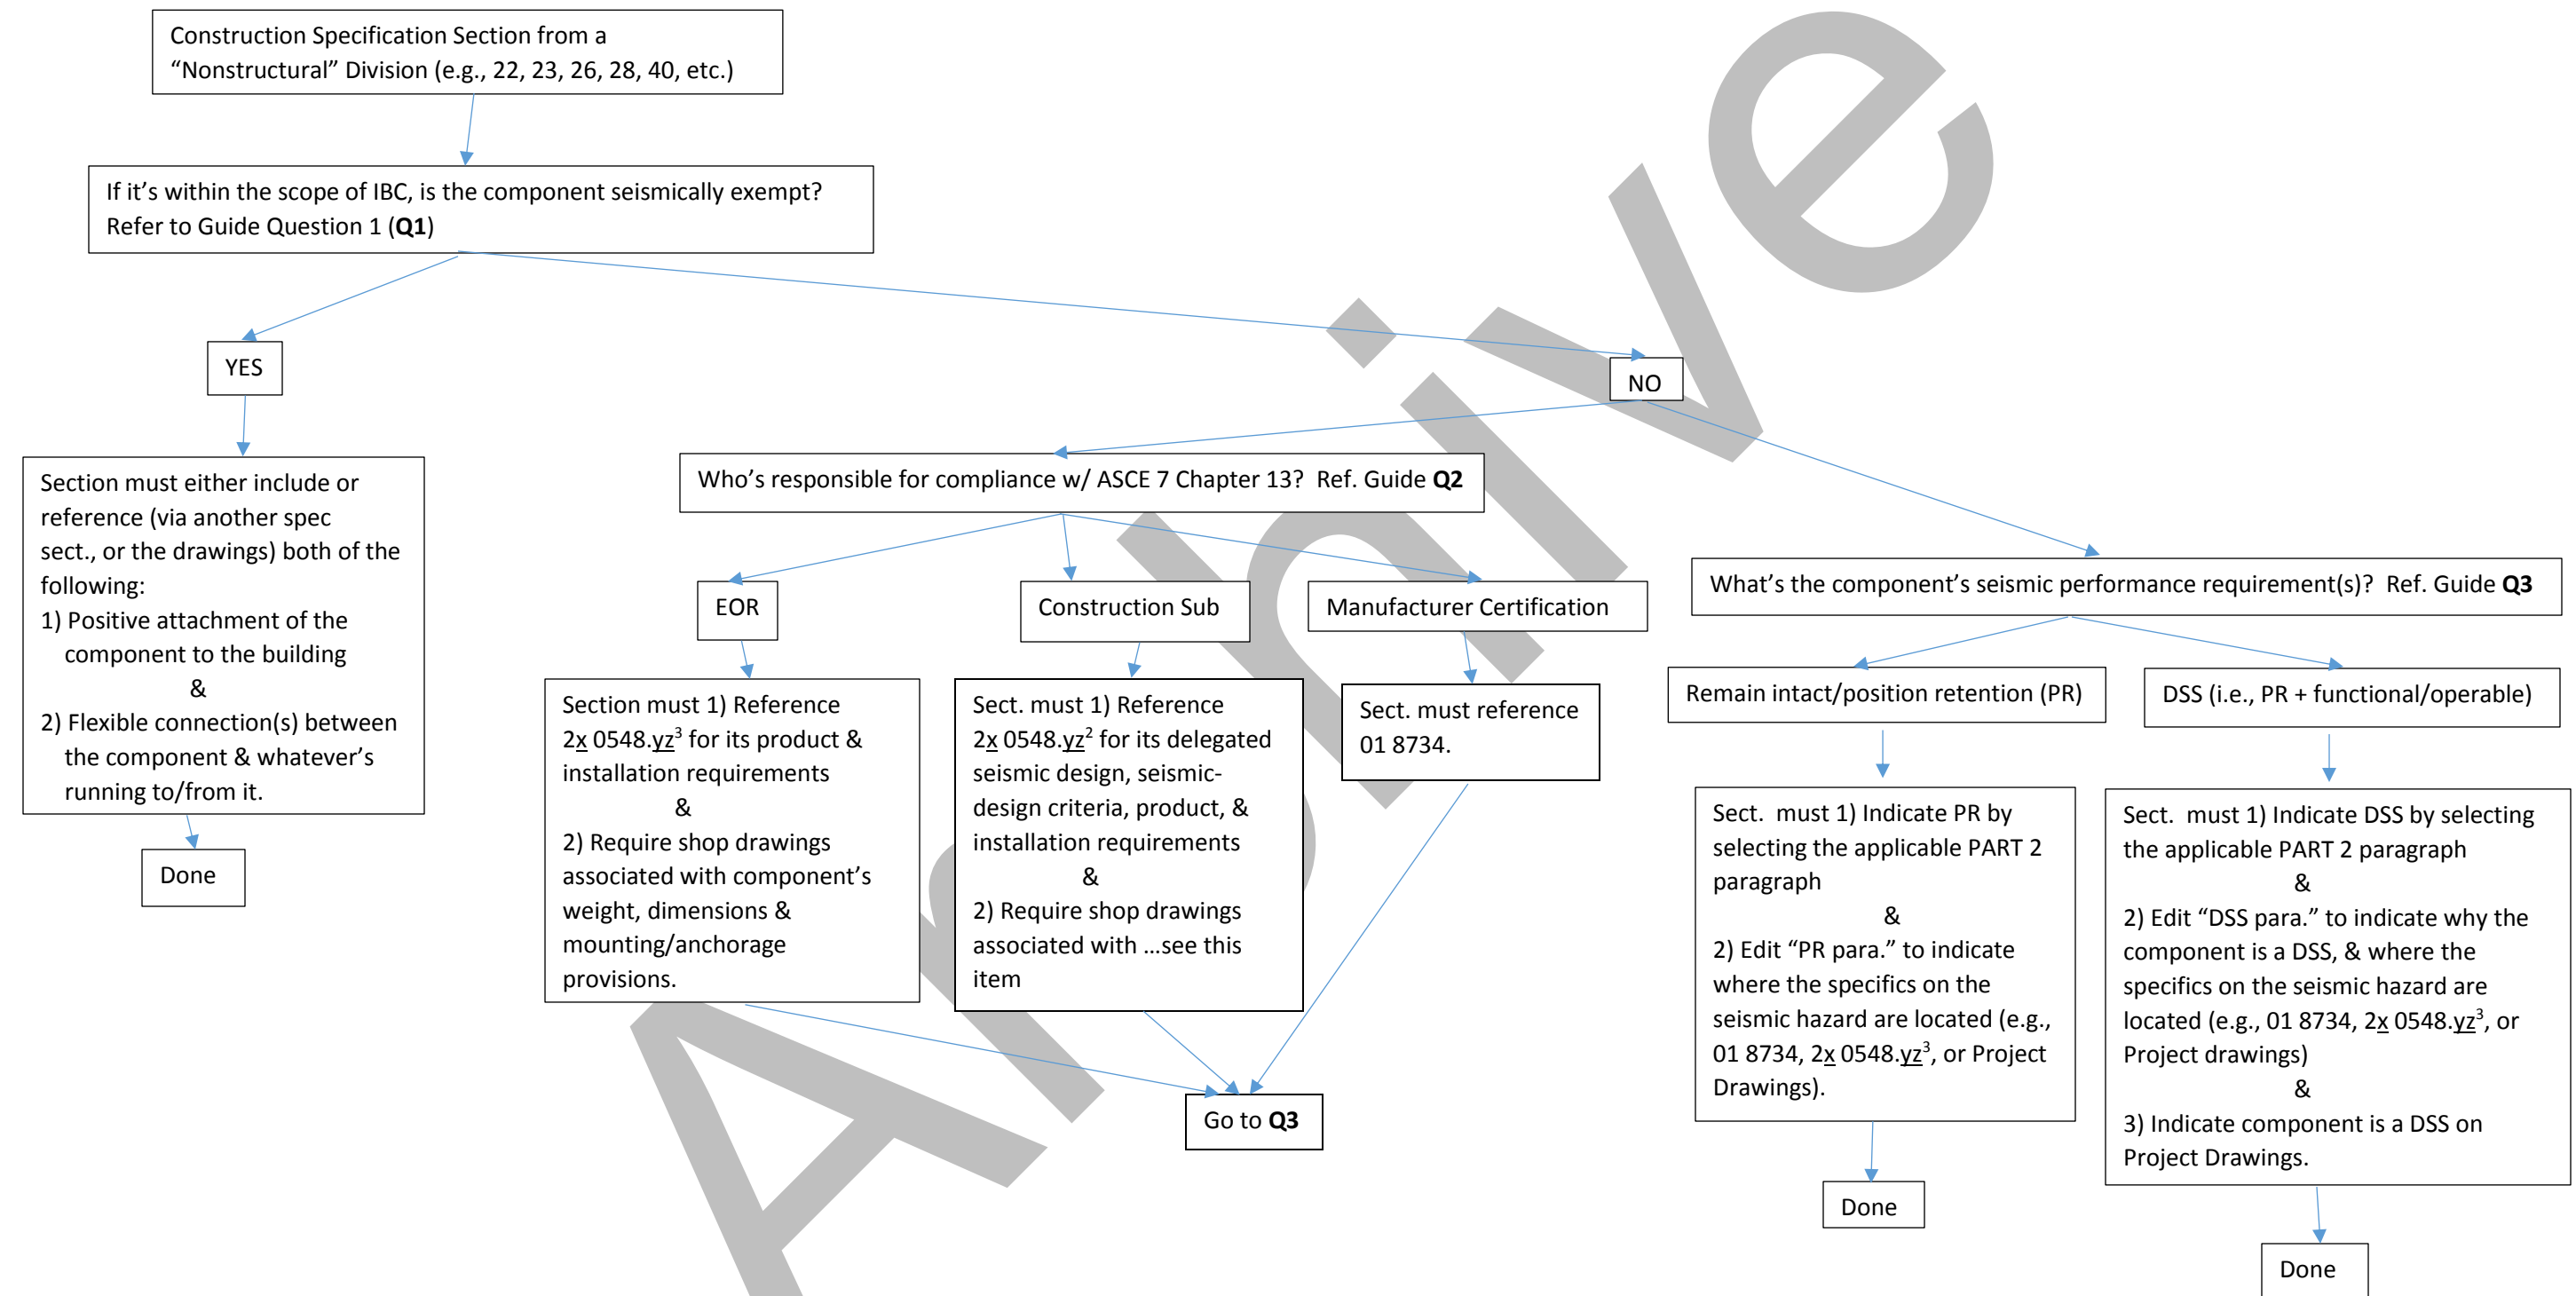 Construction Specification Section from a
“Nonstructural” Division (e.g., 22, 23, 26, 28, 40, etc.)
If it’s within the scope of IBC, is the component seismically exempt?
Refer to Guide Question 1 (Q1)
YES
NO
Section must either include or
reference (via another spec
sect., or the drawings) both of the
following:
1) Positive attachment of the
component to the building
&
2) Flexible connection(s) between
the component & whatever’s
running to/from it.
Done
Who’s responsible for compliance w/ ASCE 7 Chapter 13?  Ref. Guide Q2
EOR
Construction Sub
Manufacturer Certification
Section must 1) Reference
2x 0548.yz³ for its product &
installation requirements
&
2) Require shop drawings
associated with component’s
weight, dimensions &
mounting/anchorage
provisions.
Sect. must 1) Reference
2x 0548.yz² for its delegated
seismic design, seismic-
design criteria, product, &
installation requirements
&
2) Require shop drawings
associated with ...see this
item
Sect. must reference
01 8734.
Go to Q3
What’s the component’s seismic performance requirement(s)?  Ref. Guide Q3
Remain intact/position retention (PR)
DSS (i.e., PR + functional/operable)
Sect.  must 1) Indicate PR by
selecting the applicable PART 2
paragraph
&
2) Edit “PR para.” to indicate
where the specifics on the
seismic hazard are located (e.g.,
01 8734, 2x 0548.yz³, or Project
Drawings).
Done
Sect.  must 1) Indicate DSS by selecting
the applicable PART 2 paragraph
&
2) Edit “DSS para.” to indicate why the
component is a DSS, & where the
specifics on the seismic hazard are
located (e.g., 01 8734, 2x 0548.yz³, or
Project drawings)
&
3) Indicate component is a DSS on
Project Drawings.
Done
Archive